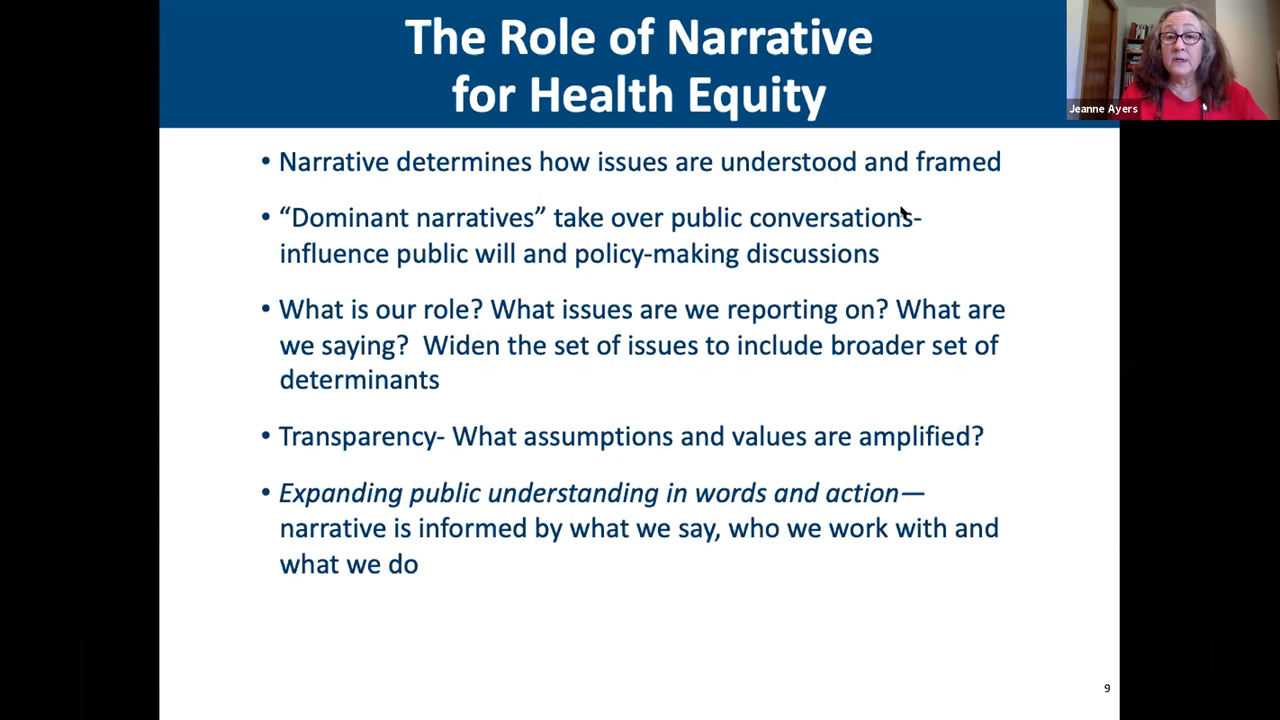 The Role of Narrative
for Health Equity
Jeanne Ayers
• Narrative determines how issues are understood and framed
• “Dominant narratives” take over public conversations-
influence public will and policy-making discussions
• What is our role? What issues are we reporting on? What are
we saying?  Widen the set of issues to include broader set of
determinants
• Transparency- What assumptions and values are amplified?
• Expanding public understanding in words and action—
narrative is informed by what we say, who we work with and
what we do
9